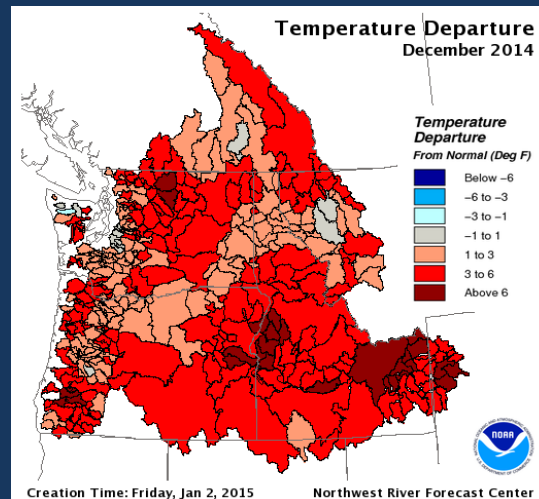 Temperature Departure
December 2014
Temperature
Departure
From Normal (Deg F)
Below -6
-6 to -3
-3 to -1
-1 to 1
1 to 3
3 to 6
Above 6
NOAA
Creation Time: Friday, Jan 2, 2015
Northwest River Forecast Center